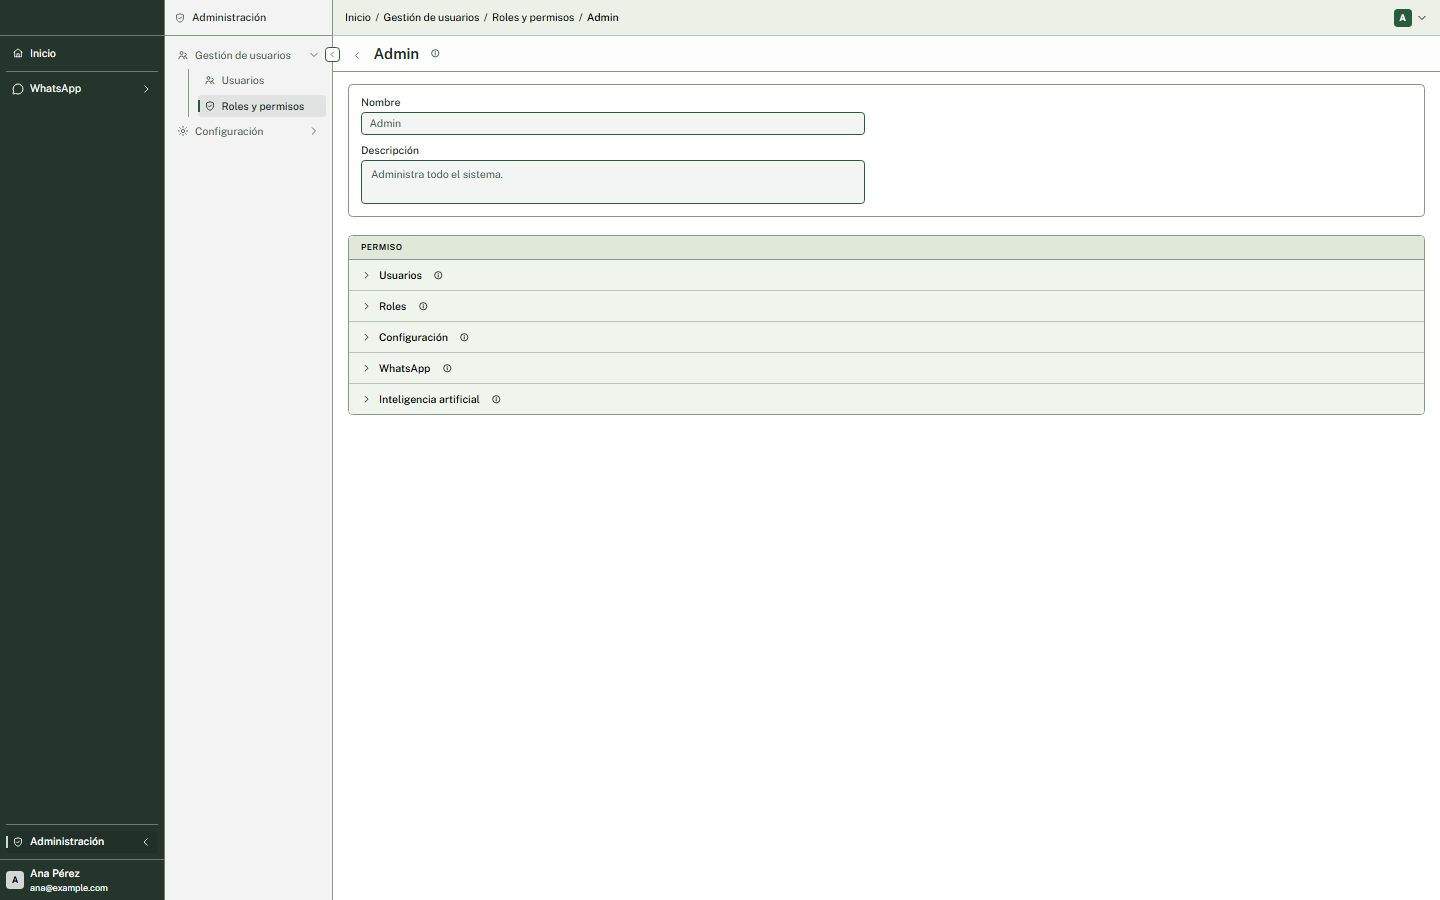 Inicio
WhatsApp
Administración
Ana Pérez
ana@example.com
A
Administración
Gestión de usuarios
Usuarios
Roles y permisos
Configuración
Inicio / Gestión de usuarios / Roles y permisos / Admin
A
Admin
Nombre
Admin
Descripción
Administra todo el sistema.
PERMISO
Usuarios
Roles
Configuración
WhatsApp
Inteligencia artificial